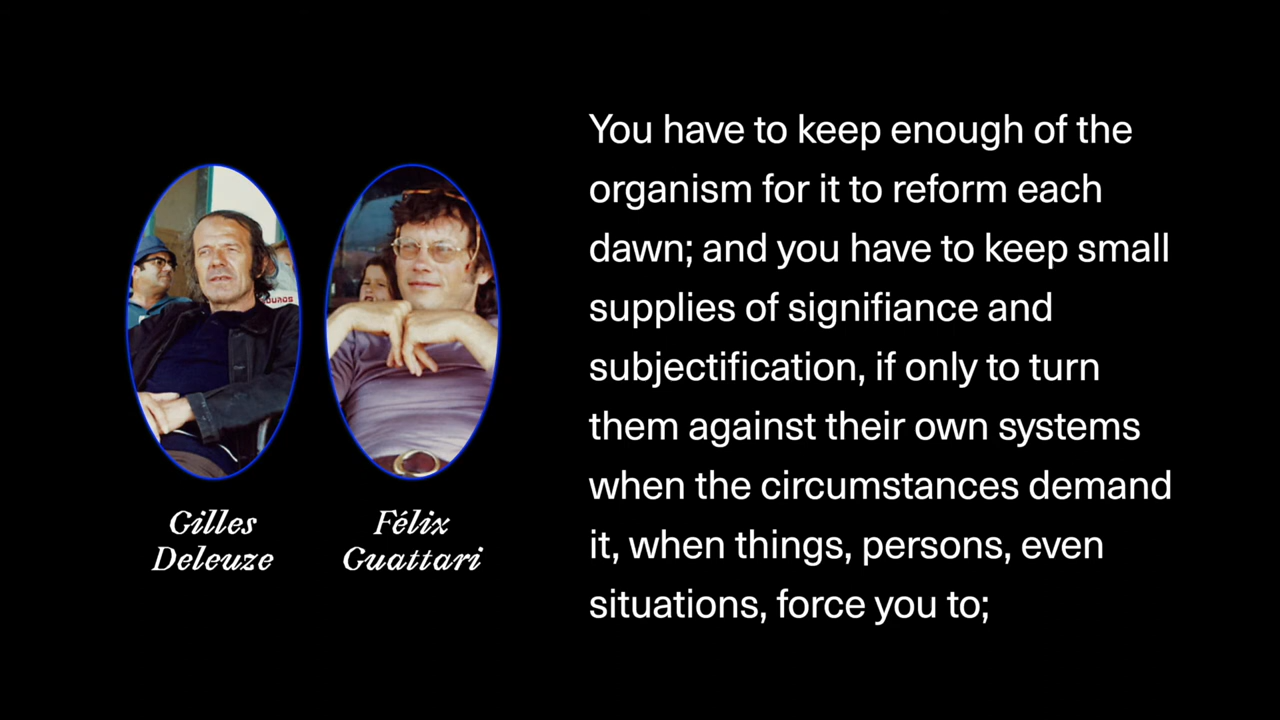 Gilles
Deleuze
Félix
Guattari
You have to keep enough of the
organism for it to reform each
dawn; and you have to keep small
supplies of signifiance and
subjectification, if only to turn
them against their own systems
when the circumstances demand
it, when things, persons, even
situations, force you to;